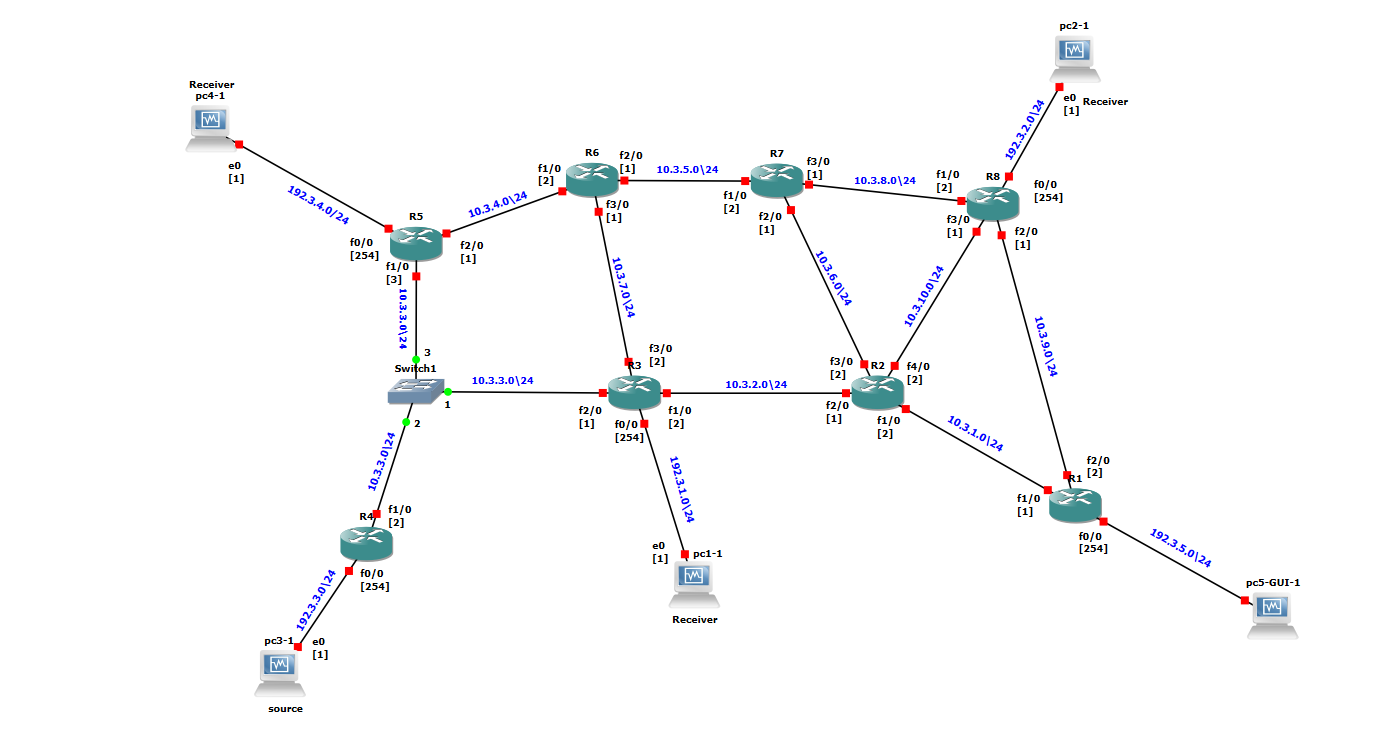 pc2-1
e0
[1]
Receiver
192.3.2.0\24
Receiver
pc4-1
e0
[1]
192.3.4.0/24
R5
f0/0
[254]
f2/0
[1]
f1/0
[3]
10.3.4.0\24
10.3.3.0\24
R6
f1/0
[2]
f2/0
[1]
f3/0
[1]
10.3.5.0\24
10.3.7.0\24
R7
f3/0
[1]
f1/0
[2]
f2/0
[1]
10.3.8.0\24
10.3.6.0\24
R8
f1/0
[2]
f0/0
[254]
f3/0
[1]
f2/0
[1]
10.3.10.0\24
10.3.9.0\24
3
Switch1
1
2
10.3.3.0\24
10.3.3.0\24
R3
f3/0
[2]
f2/0
[1]
f1/0
[2]
f0/0
[254]
10.3.2.0\24
192.3.1.0\24
R2
f3/0
[2]
f4/0
[2]
f2/0
[1]
f1/0
[2]
10.3.1.0\24
R1
f2/0
[2]
f1/0
[1]
f0/0
[254]
192.3.5.0\24
pc5-GUI-1
R4
f1/0
[2]
f0/0
[254]
192.3.3.0\24
pc3-1
e0
[1]
source
e0
[1]
pc1-1
Receiver